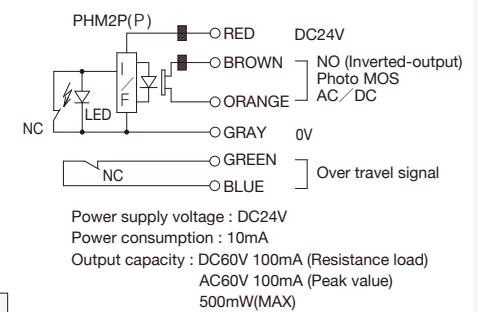 PHM2P(P)
RED DC24V
BROWN NO (Inverted-output)
Photo MOS
I/F
AC／DC
LED
ORANGE
NC
GRAY 0V
GREEN
NC
Over travel signal
BLUE
Power supply voltage : DC24V
Power consumption : 10mA
Output capacity : DC60V 100mA (Resistance load)
AC60V 100mA (Peak value)
500mW(MAX)